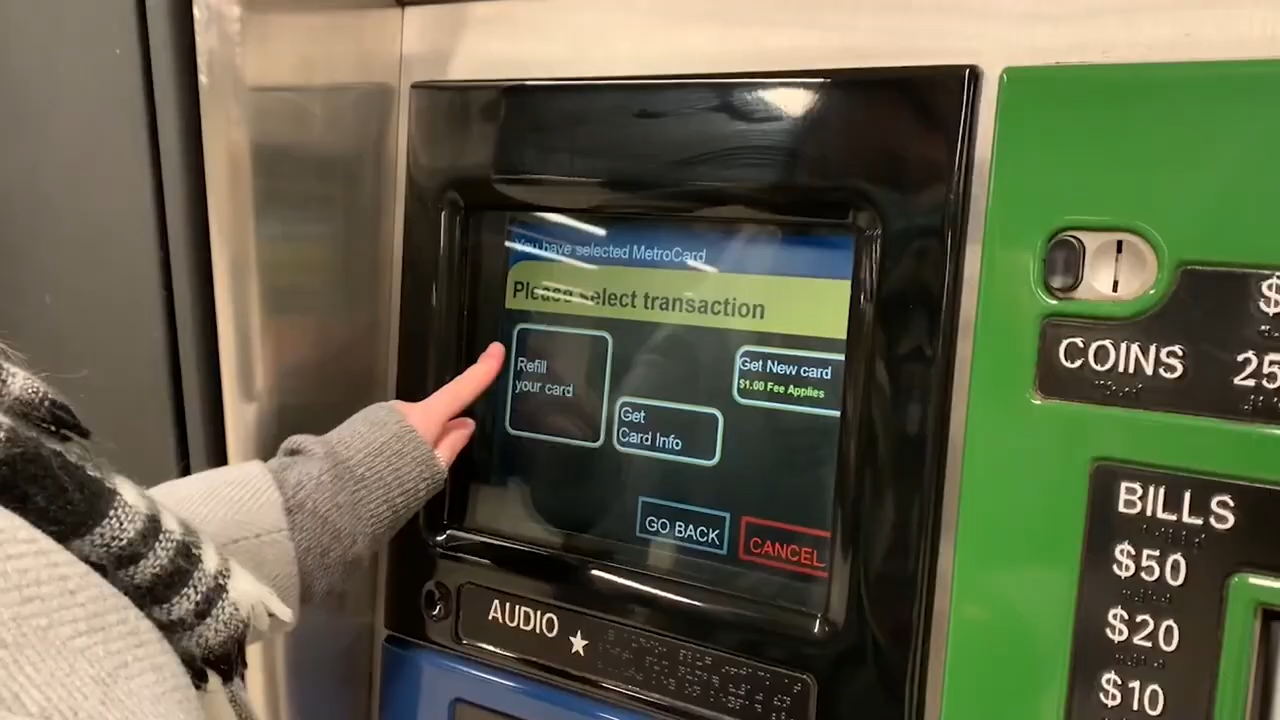 You have selected MetroCard
Please select transaction
Refill
your card
Get
Card Info
Get New card
$1.00 Fee Applies
GO BACK
CANCEL
AUDIO
COINS
$
25
BILLS
$50
$20
$10